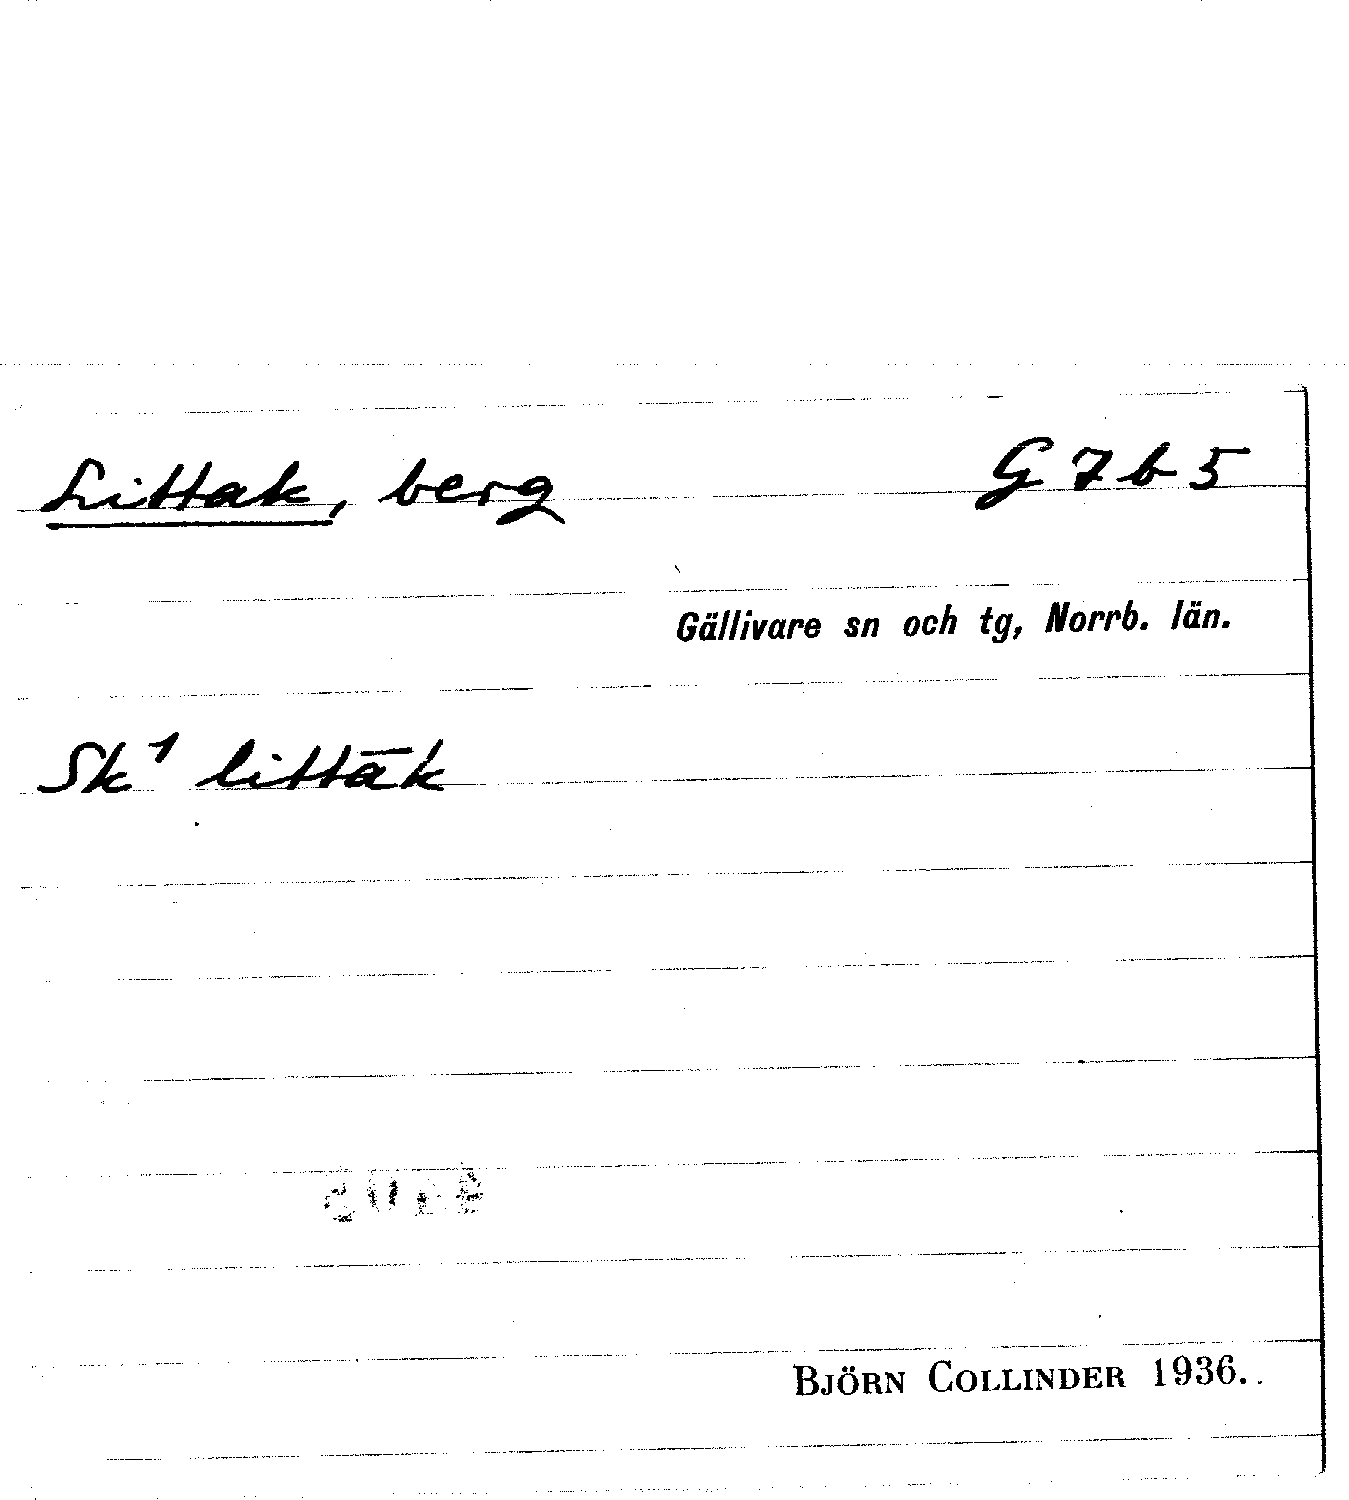 Littak, berg G 7 b 5
Gällivare sn och tg, Norrb. län.
Sk¹ littāk
BJÖRN COLLINDER 1936.